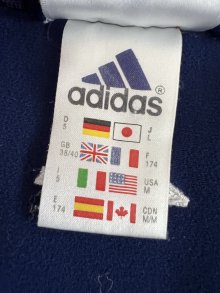 adidas
D J
5 L
GB F
38/40 174
I USA
5 M
E CDN
174 M/M